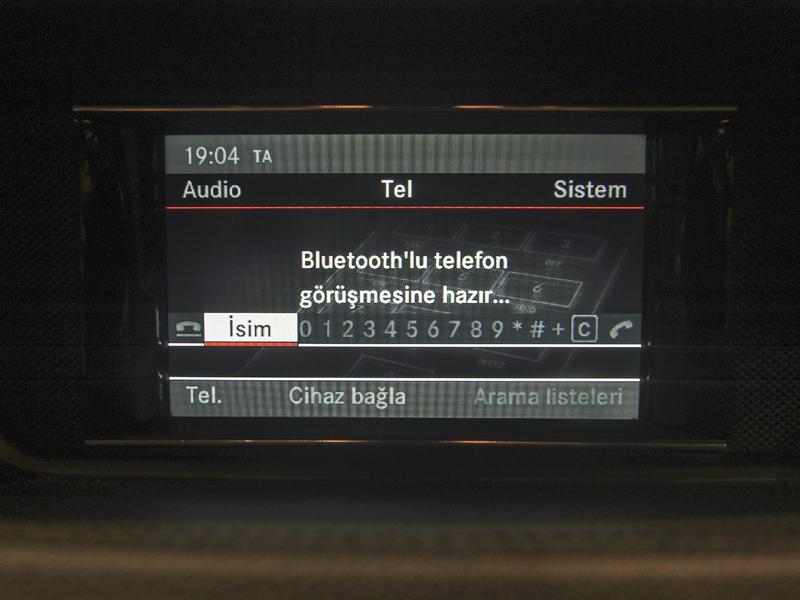 19:04 TA
Audio Tel Sistem
Bluetooth'lu telefon
görüşmesine hazır...
İsim 0 1 2 3 4 5 6 7 8 9 * # + C
Tel. Cihaz bağla Arama listeleri